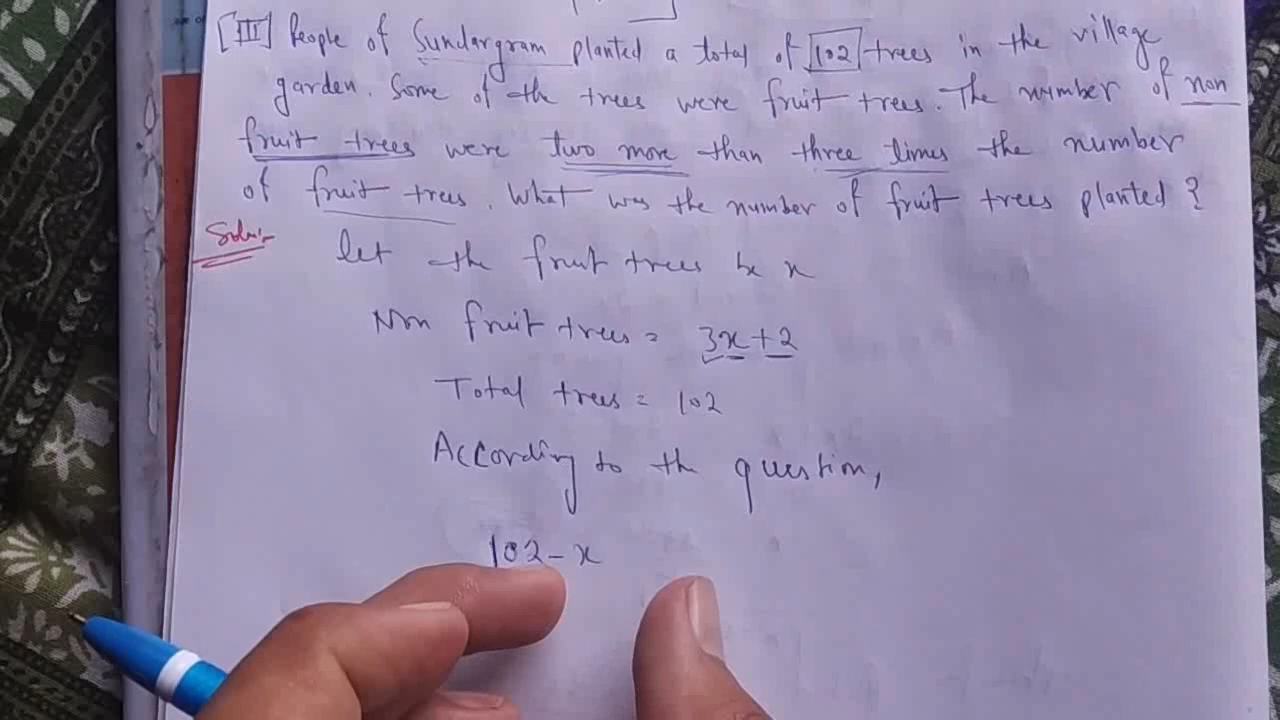 [III] People of Sundargram planted a total of 102 trees in the village
garden. Some of the trees were fruit trees. The number of non
fruit trees were two more than three times the number
of fruit trees. What was the number of fruit trees planted?
Soln:-
let the fruit trees be x
Non fruit trees = 3x+2
Total trees = 102
According to the question,
102-x